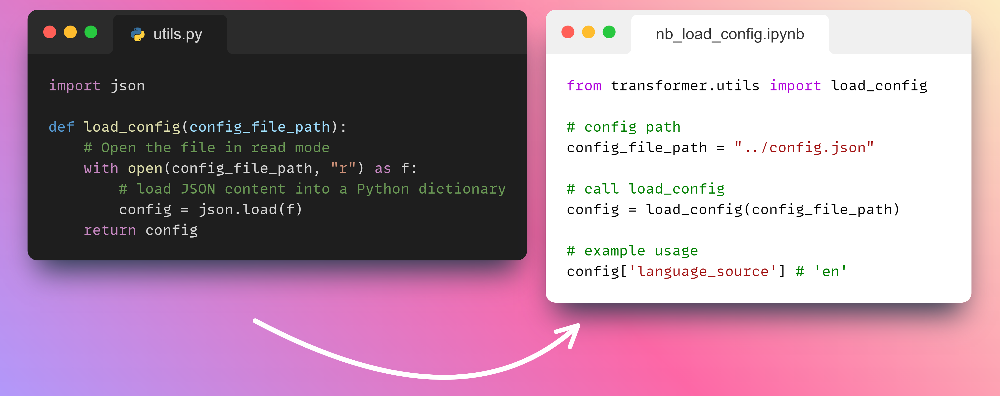 utils.py
import json
def load_config(config_file_path):
    # Open the file in read mode
    with open(config_file_path, "r") as f:
        # load JSON content into a Python dictionary
        config = json.load(f)
    return config
nb_load_config.ipynb
from transformer.utils import load_config
# config path
config_file_path = "../config.json"
# call load_config
config = load_config(config_file_path)
# example usage
config['language_source'] # 'en'